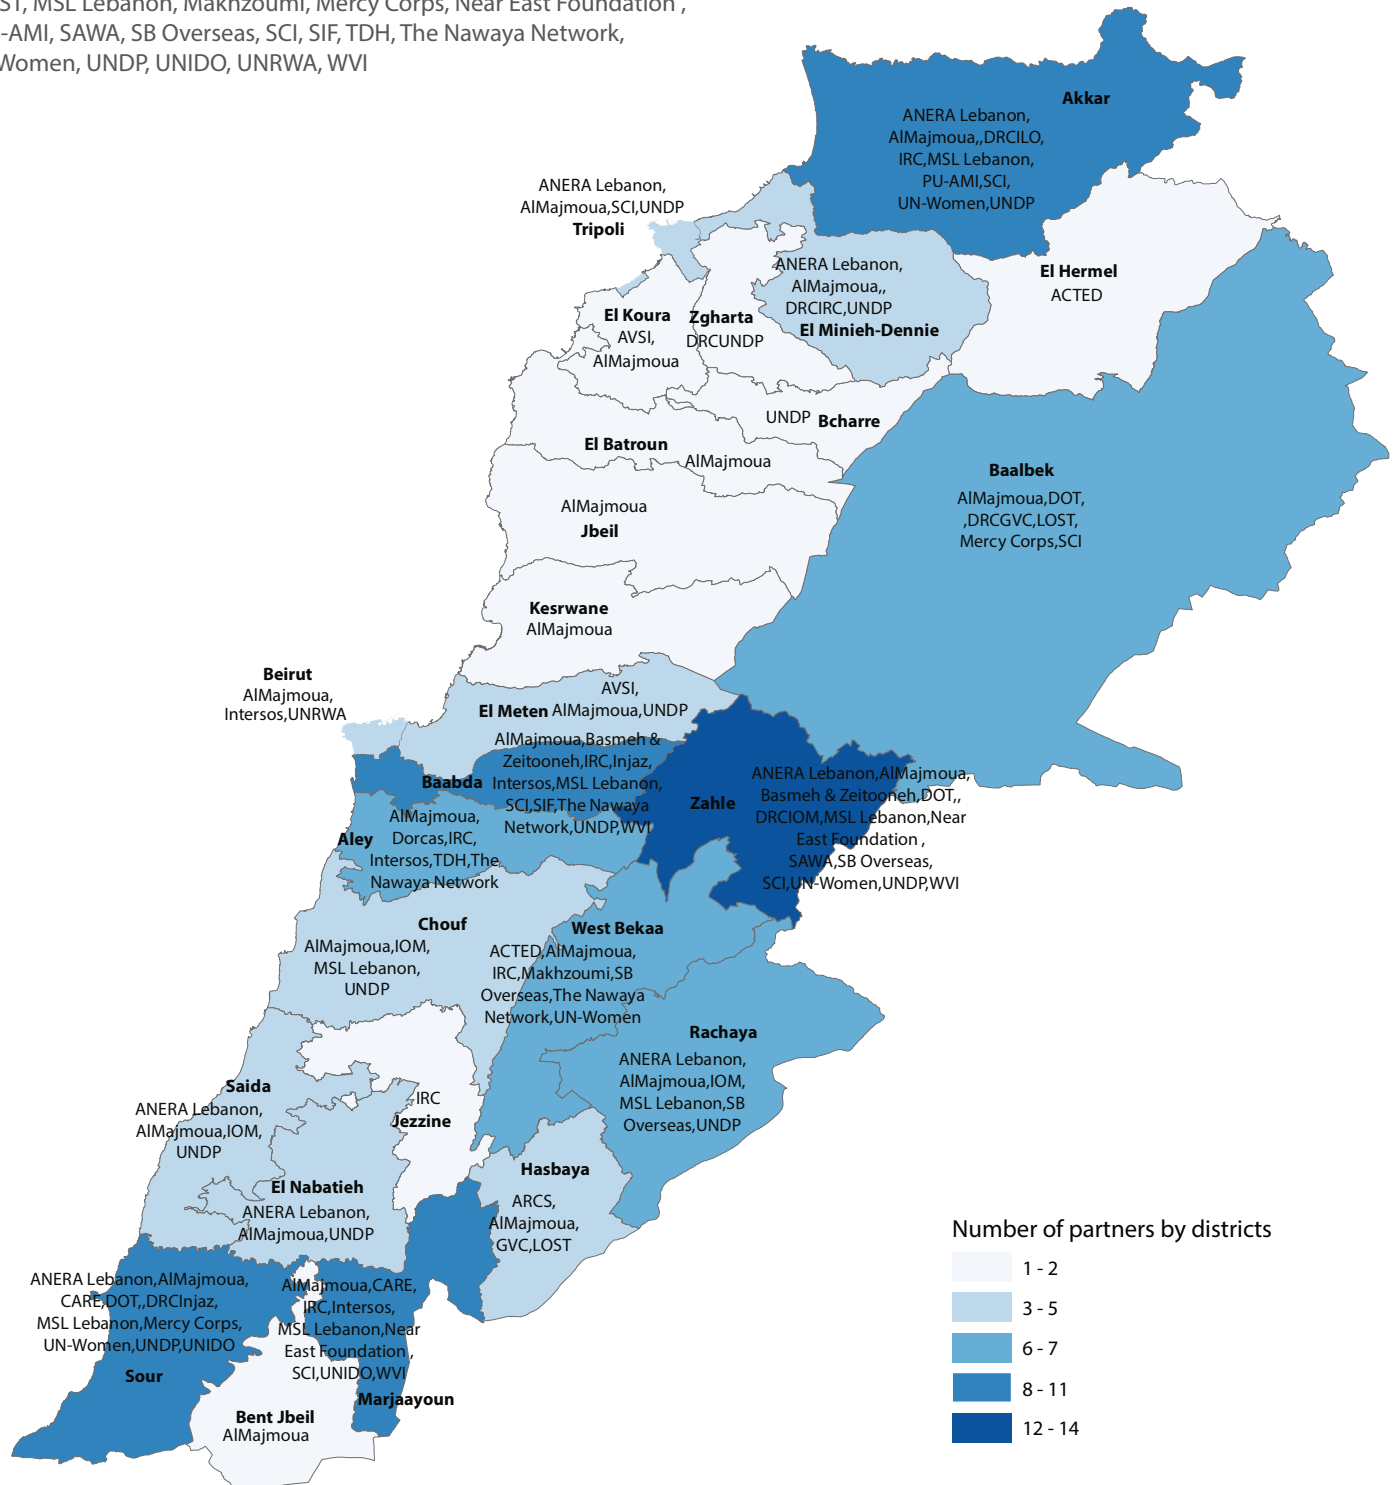 ST, MSL Lebanon, Makhzoumi, Mercy Corps, Near East Foundation ,
-AMI, SAWA, SB Overseas, SCI, SIF, TDH, The Nawaya Network,
Women, UNDP, UNIDO, UNRWA, WVI
Akkar
ANERA Lebanon,
AlMajmoua,,DRCILO,
IRC,MSL Lebanon,
PU-AMI,SCI,
UN-Women,UNDP
ANERA Lebanon,
AlMajmoua,SCI,UNDP
Tripoli
El Hermel
ACTED
ANERA Lebanon,
AlMajmoua,,
DRCIRC,UNDP
El Minieh-Dennie
El Koura
AVSI,
AlMajmoua
Zgharta
DRCUNDP
UNDP Bcharre
El Batroun
AlMajmoua
Baalbek
AlMajmoua,DOT,
,DRCGVC,LOST,
Mercy Corps,SCI
AlMajmoua
Jbeil
Kesrwane
AlMajmoua
Beirut
AlMajmoua,
Intersos,UNRWA
AVSI,
El Meten AlMajmoua,UNDP
Baabda
AlMajmoua,Basmeh &
Zeitooneh,IRC,Injaz,
Intersos,MSL Lebanon,
SCI,SIF,The Nawaya
Network,UNDP,WVI
Zahle
ANERA Lebanon,AlMajmoua,
Basmeh & Zeitooneh,DOT,,
DRCIOM,MSL Lebanon,Near
East Foundation ,
SAWA,SB Overseas,
SCI,UN-Women,UNDP,WVI
Aley
AlMajmoua,
Dorcas,IRC,
Intersos,TDH,The
Nawaya Network
Chouf
AlMajmoua,IOM,
MSL Lebanon,
UNDP
West Bekaa
ACTED,AlMajmoua,
IRC,Makhzoumi,SB
Overseas,The Nawaya
Network,UN-Women
Rachaya
ANERA Lebanon,
AlMajmoua,IOM,
MSL Lebanon,SB
Overseas,UNDP
Saida
ANERA Lebanon,
AlMajmoua,IOM,
UNDP
IRC
Jezzine
Hasbaya
ARCS,
AlMajmoua,
GVC,LOST
El Nabatieh
ANERA Lebanon,
AlMajmoua,UNDP
ANERA Lebanon,AlMajmoua,
CARE,DOT,,DRCInjaz,
MSL Lebanon,Mercy Corps,
UN-Women,UNDP,UNIDO
Sour
AlMajmoua,CARE,
IRC,Intersos,
MSL Lebanon,Near
East Foundation ,
SCI,UNIDO,WVI
Marjaayoun
Bent Jbeil
AlMajmoua
Number of partners by districts
1 - 2
3 - 5
6 - 7
8 - 11
12 - 14